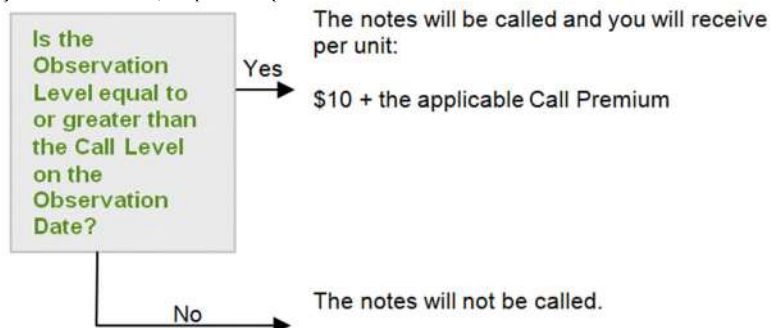 Is the
Observation
Level equal to
or greater than
the Call Level
on the
Observation
Date?
Yes
The notes will be called and you will receive
per unit:
$10 + the applicable Call Premium
No
The notes will not be called.